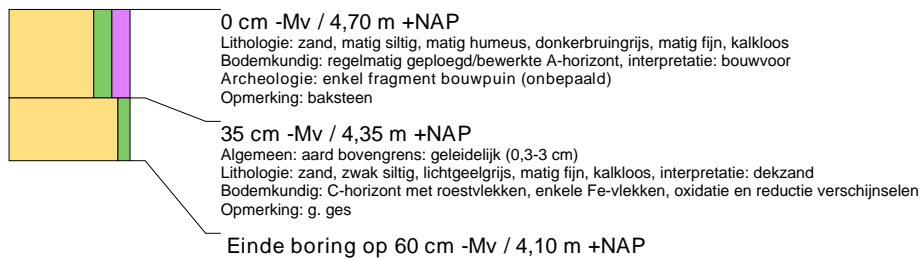 0 cm -Mv / 4,70 m +NAP
Lithologie: zand, matig siltig, matig humeus, donkerbruingrijs, matig fijn, kalkloos
Bodemkundig: regelmatig geploegd/bewerkte A-horizont, interpretatie: bouwvoor
Archeologie: enkel fragment bouwpuin (onbepaald)
Opmerking: baksteen
35 cm -Mv / 4,35 m +NAP
Algemeen: aard bovengrens: geleidelijk (0,3-3 cm)
Lithologie: zand, zwak siltig, lichtgeelgrijs, matig fijn, kalkloos, interpretatie: dekzand
Bodemkundig: C-horizont met roestvlekken, enkele Fe-vlekken, oxidatie en reductie verschijnselen
Opmerking: g. ges
Einde boring op 60 cm -Mv / 4,10 m +NAP